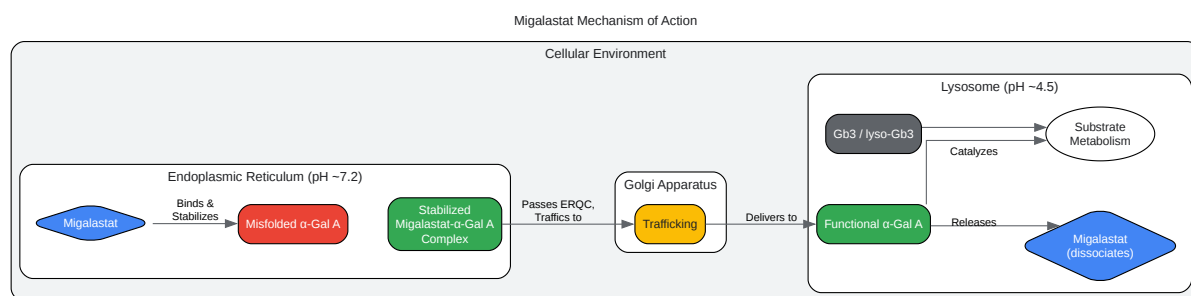 Migalastat Mechanism of Action
Cellular Environment
Lysosome (pH ~4.5)
Gb3 / lyso-Gb3
Substrate
Metabolism
Catalyzes
Endoplasmic Reticulum (pH ~7.2)
Migalastat
Binds &
Stabilizes
Misfolded α-Gal A
Stabilized
Migalastat-α-Gal A
Complex
Passes ERQC,
Traffics to
Golgi Apparatus
Trafficking
Delivers to
Functional α-Gal A
Releases
Migalastat
(dissociates)